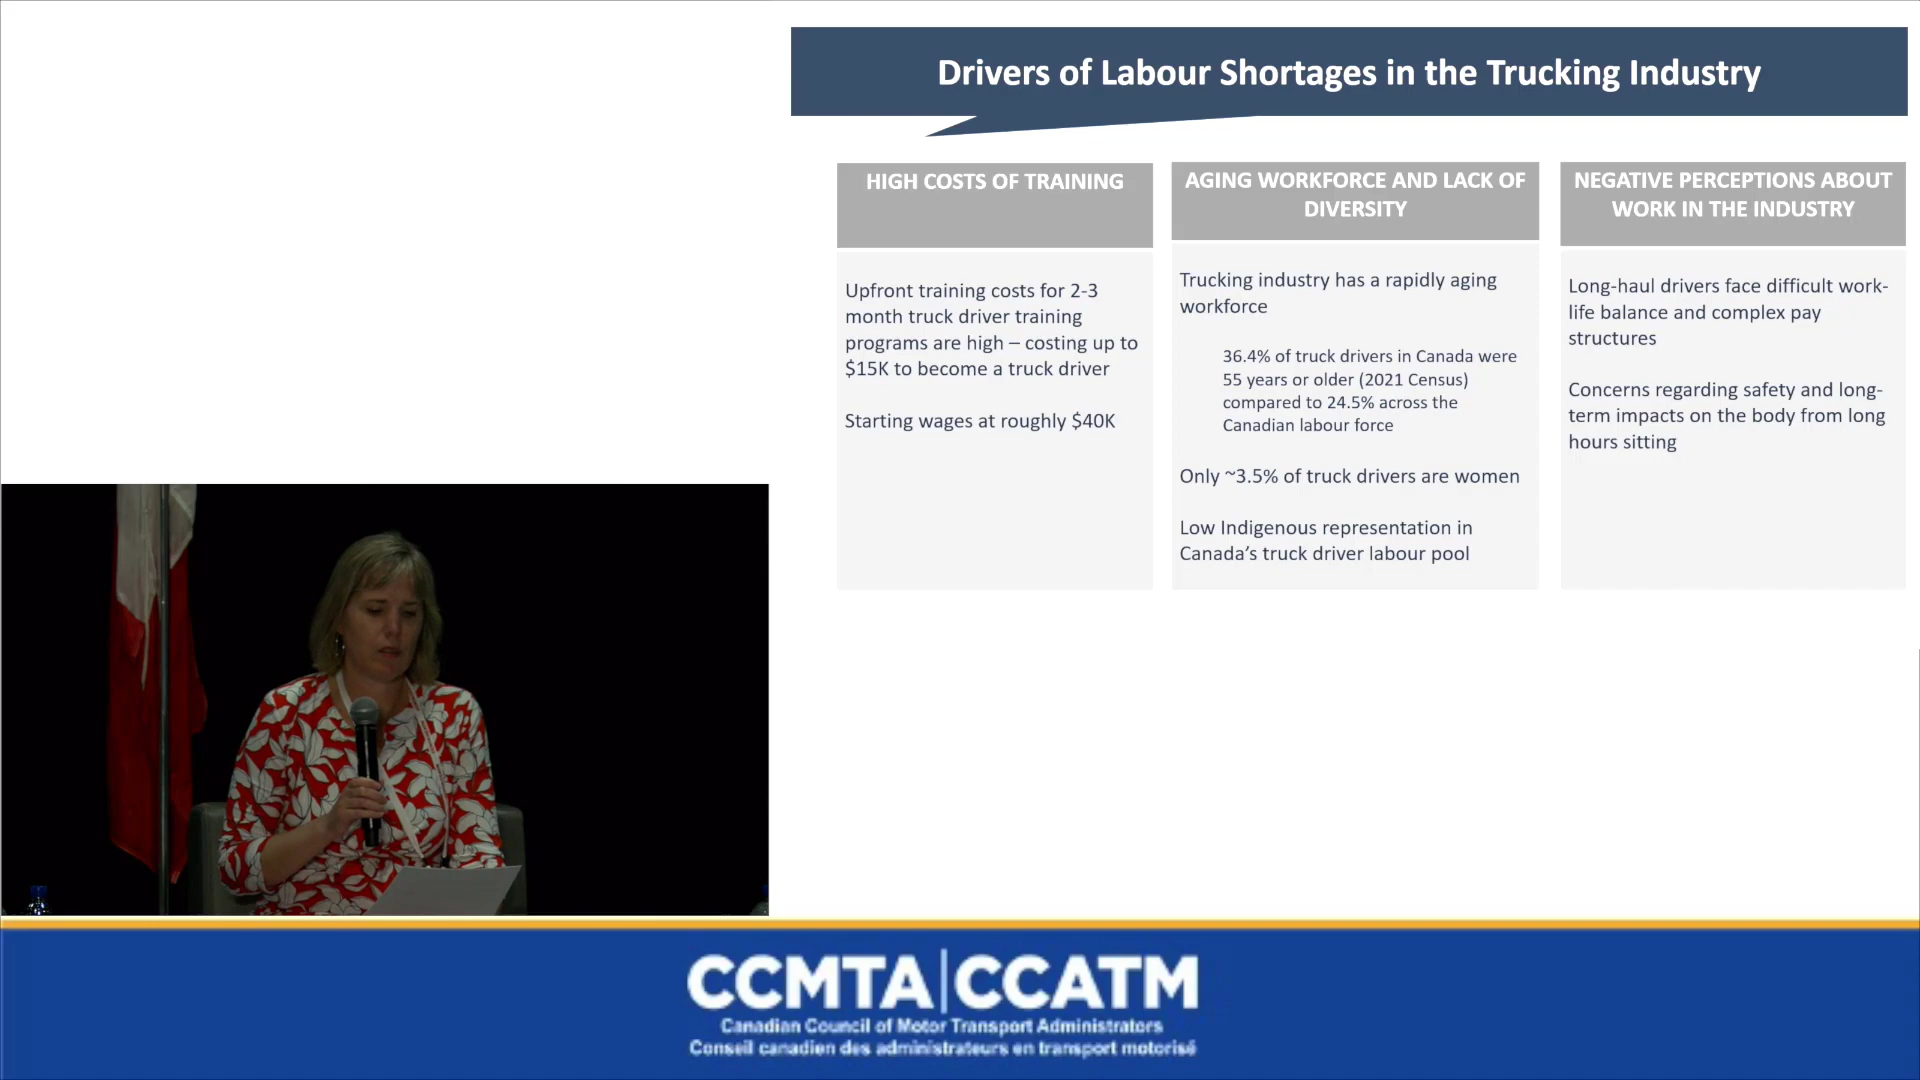 Drivers of Labour Shortages in the Trucking Industry
HIGH COSTS OF TRAINING
Upfront training costs for 2-3
month truck driver training
programs are high – costing up to
$15K to become a truck driver
Starting wages at roughly $40K
AGING WORKFORCE AND LACK OF
DIVERSITY
Trucking industry has a rapidly aging
workforce
36.4% of truck drivers in Canada were
55 years or older (2021 Census)
compared to 24.5% across the
Canadian labour force
Only ~3.5% of truck drivers are women
Low Indigenous representation in
Canada’s truck driver labour pool
NEGATIVE PERCEPTIONS ABOUT
WORK IN THE INDUSTRY
Long-haul drivers face difficult work-
life balance and complex pay
structures
Concerns regarding safety and long-
term impacts on the body from long
hours sitting
CCMTA|CCATM
Canadian Council of Motor Transport Administrators
Conseil canadien des administrateurs en transport motorisé